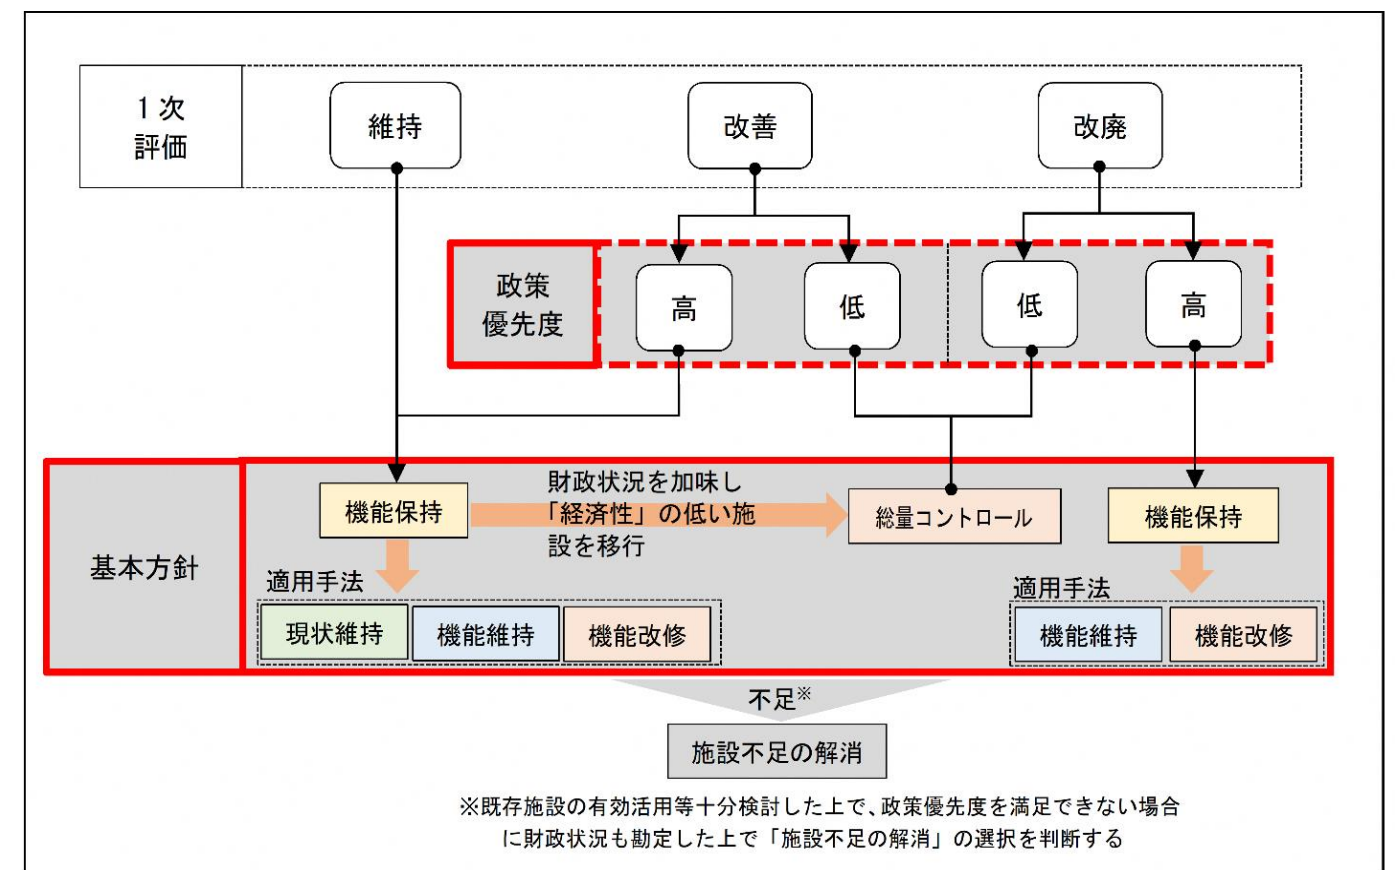 1次
評価
維持
改善
改廃
政策
優先度
高
低
低
高
基本方針
機能保持
財政状況を加味し
「経済性」の低い施
設を移行
総量コントロール
機能保持
適用手法
現状維持
機能維持
機能改修
適用手法
機能維持
機能改修
不足※
施設不足の解消
※既存施設の有効活用等十分検討した上で、政策優先度を満足できない場合
に財政状況も勘定した上で「施設不足の解消」の選択を判断する